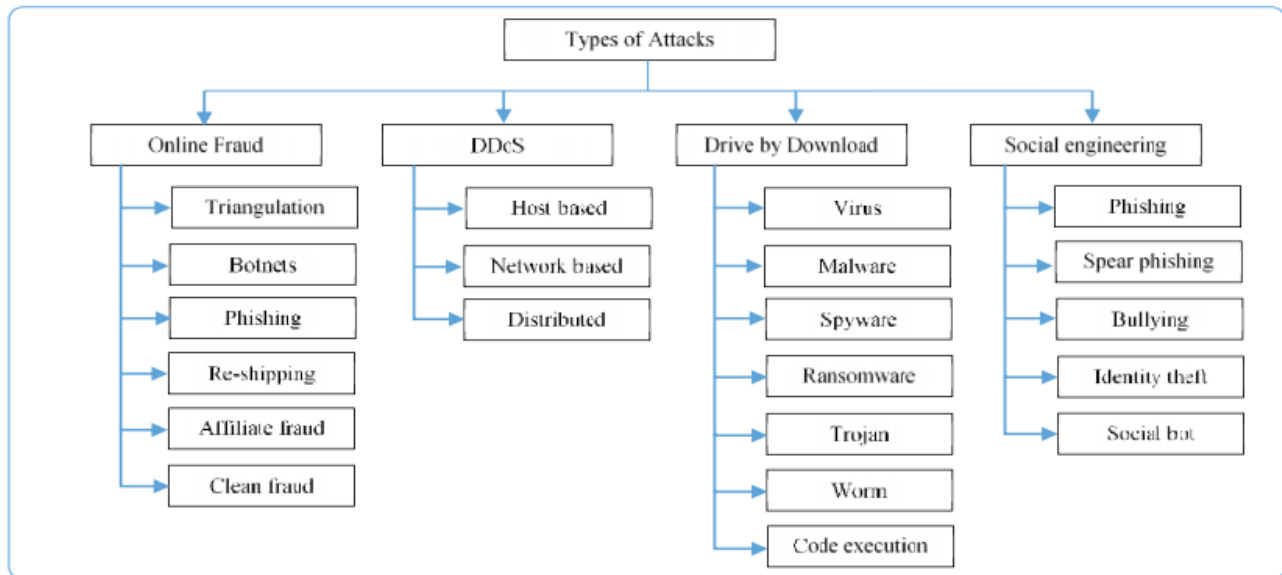 Types of Attacks
Online Fraud
DDoS
Drive by Download
Social engineering
Triangulation
Botnets
Phishing
Re-shipping
Affiliate fraud
Clean fraud
Host based
Network based
Distributed
Virus
Malware
Spyware
Ransomware
Trojan
Worm
Code execution
Phishing
Spear phishing
Bullying
Identity theft
Social bot